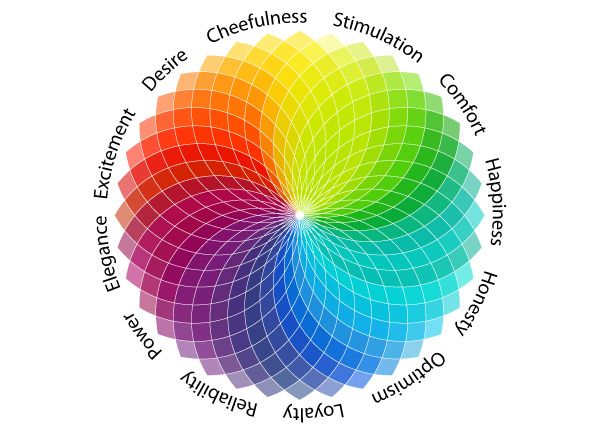 Cheefulness
Stimulation
Comfort
Happiness
Honesty
Optimism
Loyalty
Reliability
Power
Elegance
Excitement
Desire